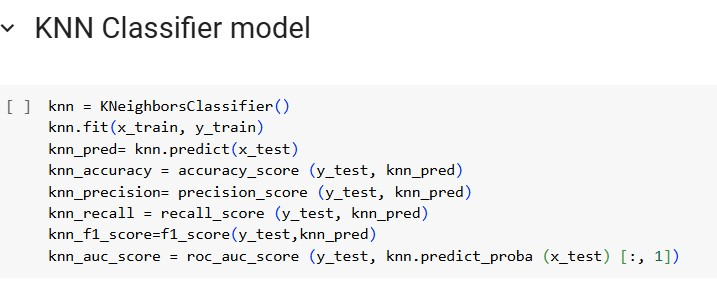 KNN Classifier model
[ ] knn = KNeighborsClassifier()
knn.fit(x_train, y_train)
knn_pred= knn.predict(x_test)
knn_accuracy = accuracy_score (y_test, knn_pred)
knn_precision= precision_score (y_test, knn_pred)
knn_recall = recall_score (y_test, knn_pred)
knn_f1_score=f1_score(y_test,knn_pred)
knn_auc_score = roc_auc_score (y_test, knn.predict_proba (x_test) [:, 1])